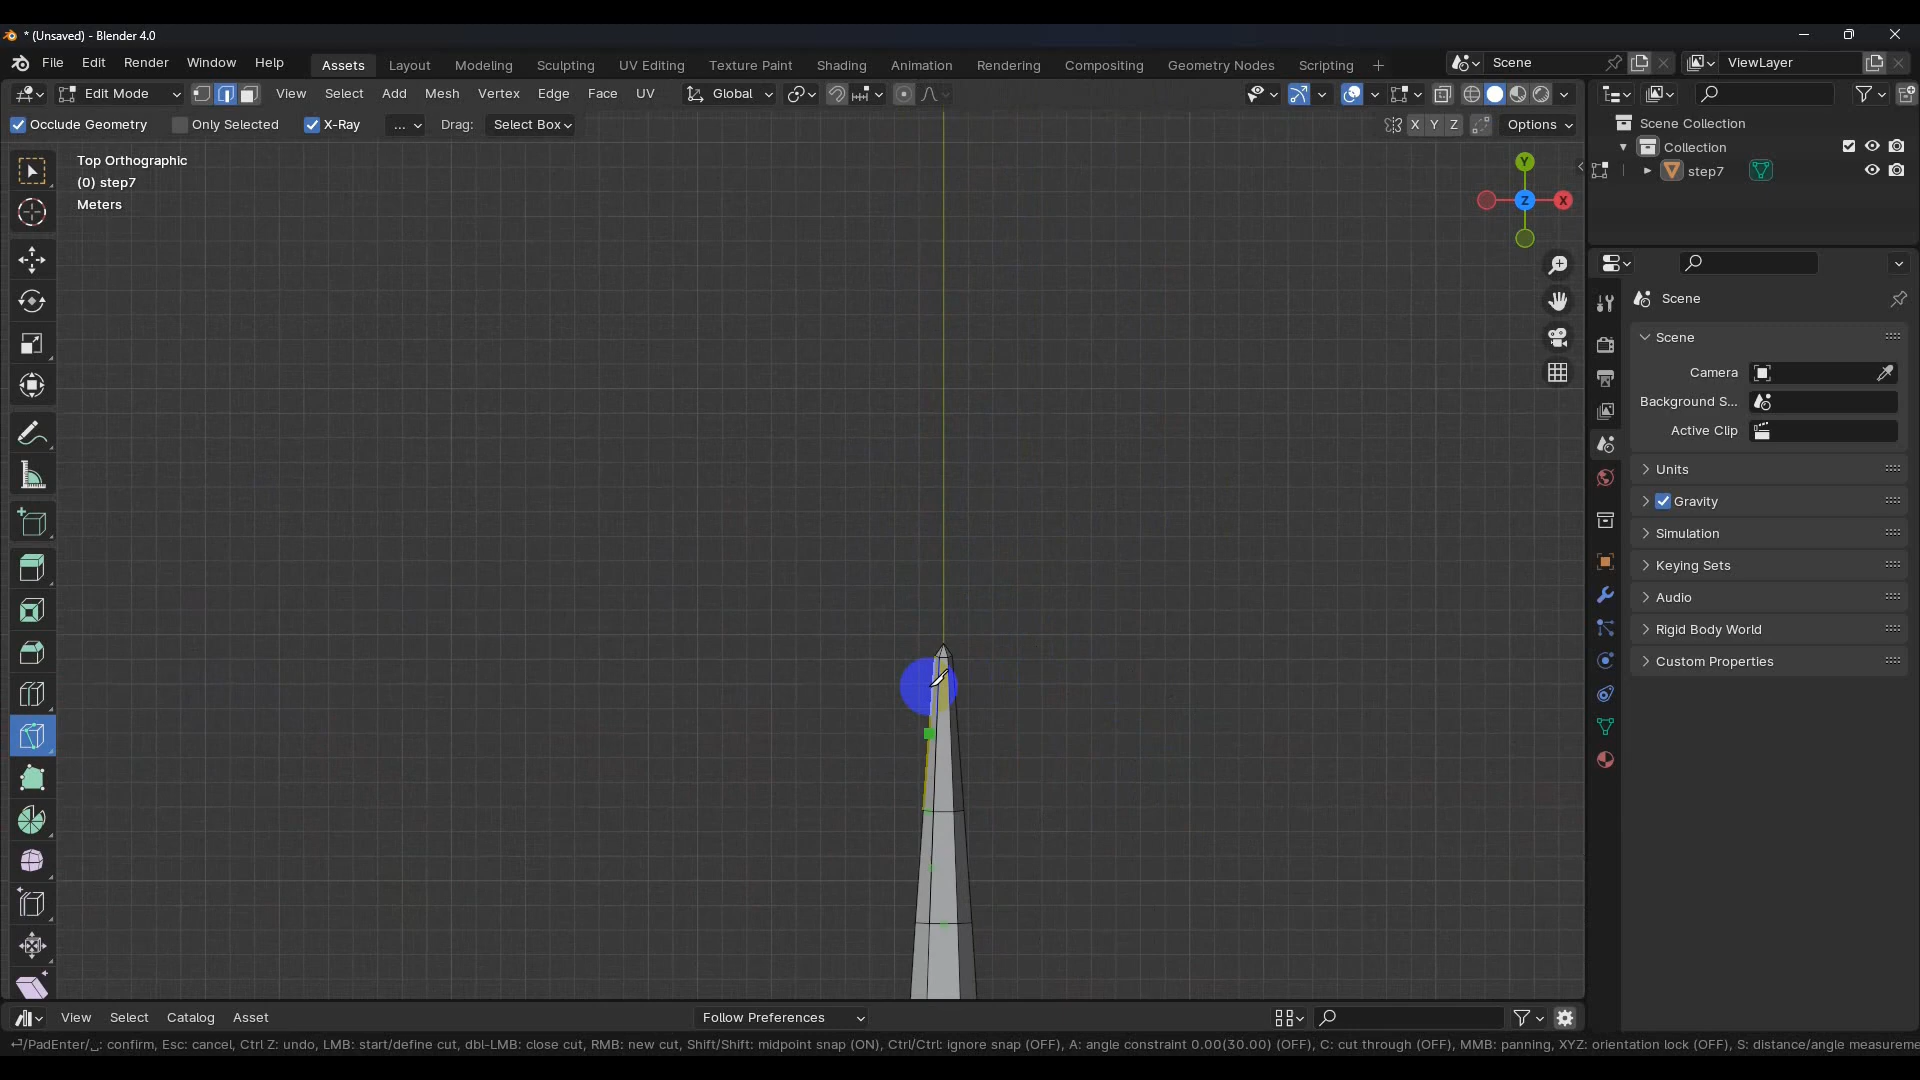 * (Unsaved) - Blender 4.0
File Edit Render Window Help Assets Layout Modeling Sculpting UV Editing Texture Paint Shading Animation Rendering Compositing Geometry Nodes Scripting Scene ViewLayer
Edit Mode View Select Add Mesh Vertex Edge Face UV Global
Occlude Geometry Only Selected X-Ray ... Drag: Select Box X Y Z Options
Top Orthographic
(0) step7
Meters
Y
Z X
Scene Collection
Collection
step7
Scene
Scene
Camera
Background S...
Active Clip
Units
Gravity
Simulation
Keying Sets
Audio
Rigid Body World
Custom Properties
View Select Catalog Asset Follow Preferences
⏎/PadEnter/␣: confirm, Esc: cancel, Ctrl Z: undo, LMB: start/define cut, dbl-LMB: close cut, RMB: new cut, Shift/Shift: midpoint snap (ON), Ctrl/Ctrl: ignore snap (OFF), A: angle constraint 0.00(30.00) (OFF), C: cut through (OFF), MMB: panning, XYZ: orientation lock (OFF), S: distance/angle measureme